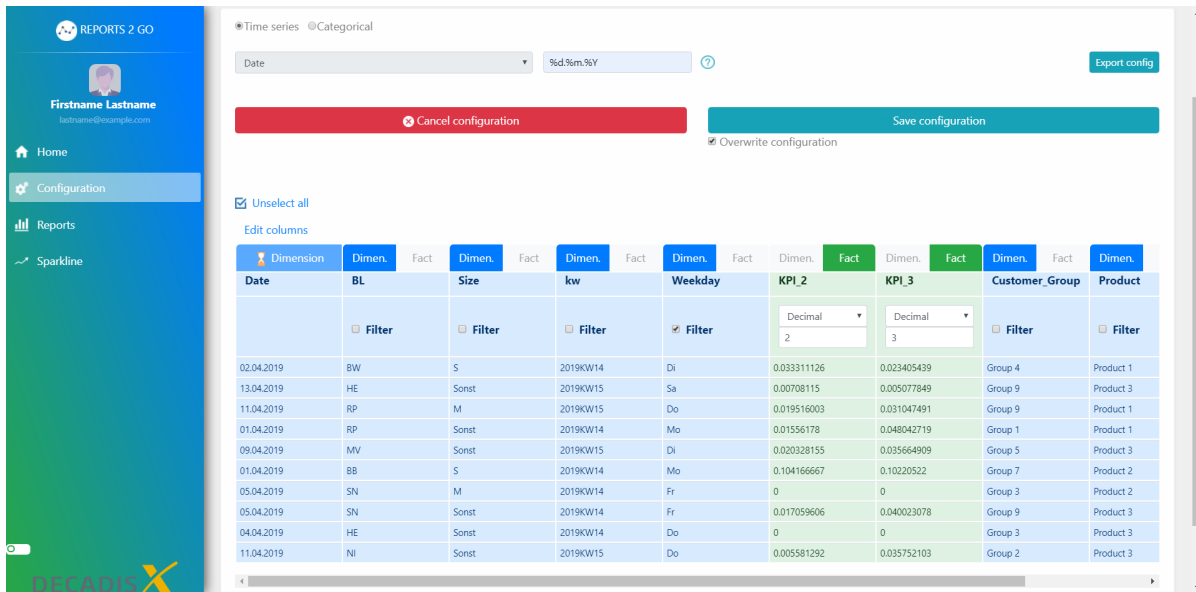 REPORTS 2 GO
Firstname Lastname
lastname@example.com
Home
Configuration
Reports
Sparkline
DECADIS
Time series Categorical
Date %d.%m.%Y ? Export config
Cancel configuration Save configuration
Overwrite configuration
Unselect all
Edit columns
Dimension Dimen. Fact Dimen. Fact Dimen. Fact Dimen. Fact Dimen. Fact Dimen. Fact Dimen. Fact Dimen.
Date BL Size kw Weekday KPI_2 KPI_3 Customer_Group Product
Filter Filter Filter Filter Decimal Decimal Filter Filter
2 3
02.04.2019 BW S 2019KW14 Di 0.033311126 0.023405439 Group 4 Product 1
13.04.2019 HE Sonst 2019KW15 Sa 0.00708115 0.005077849 Group 9 Product 3
11.04.2019 RP M 2019KW15 Do 0.019516003 0.031047491 Group 9 Product 1
01.04.2019 RP Sonst 2019KW14 Mo 0.01556178 0.048042719 Group 1 Product 1
09.04.2019 MV Sonst 2019KW15 Di 0.020328155 0.035664909 Group 5 Product 3
01.04.2019 BB S 2019KW14 Mo 0.104166667 0.10220522 Group 7 Product 2
05.04.2019 SN M 2019KW14 Fr 0 0 Group 3 Product 2
05.04.2019 SN Sonst 2019KW14 Fr 0.017059606 0.040023078 Group 9 Product 3
04.04.2019 HE Sonst 2019KW14 Do 0 0 Group 3 Product 3
11.04.2019 NI Sonst 2019KW15 Do 0.005581292 0.035752103 Group 2 Product 3